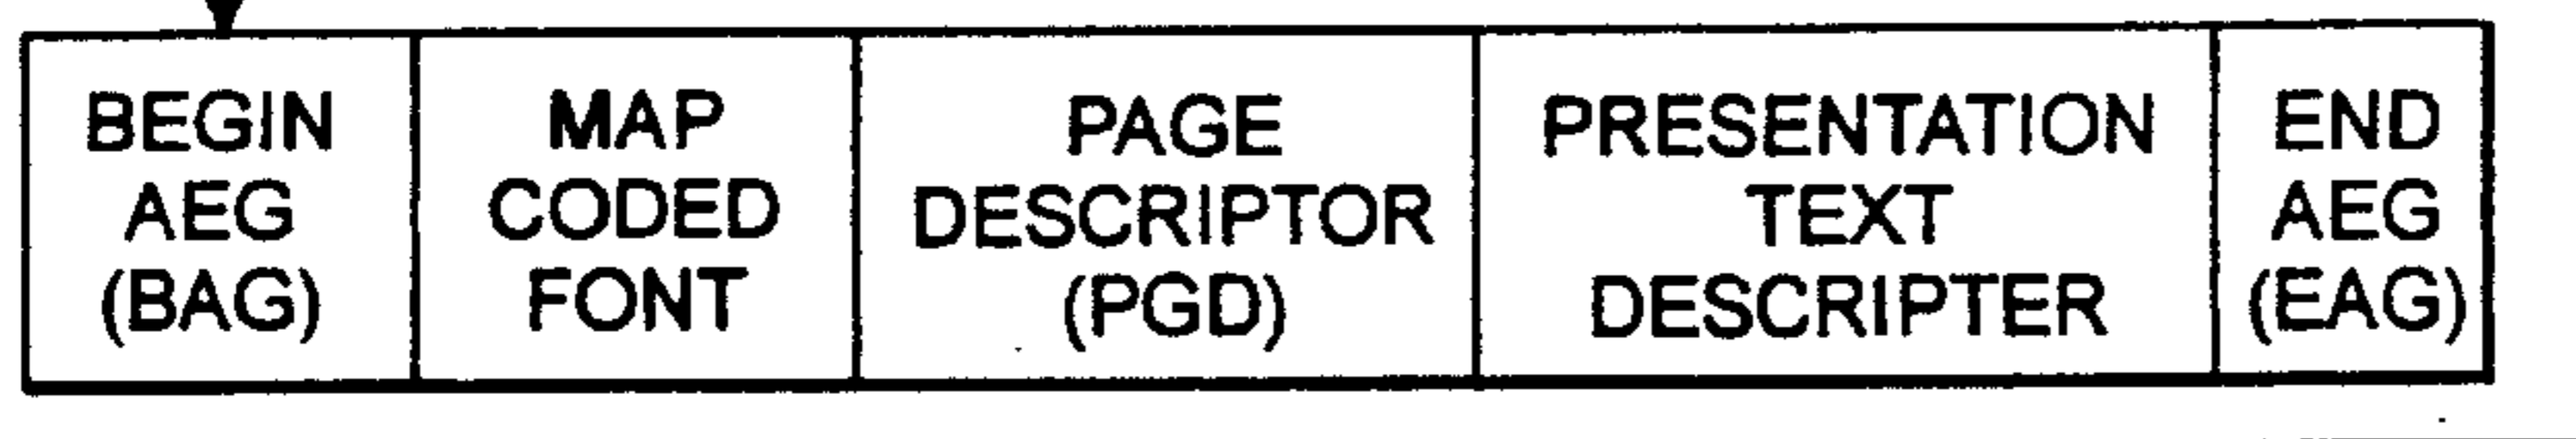 BEGIN
AEG
(BAG)
MAP
CODED
FONT
PAGE
DESCRIPTOR
(PGD)
PRESENTATION
TEXT
DESCRIPTER
END
AEG
(EAG)